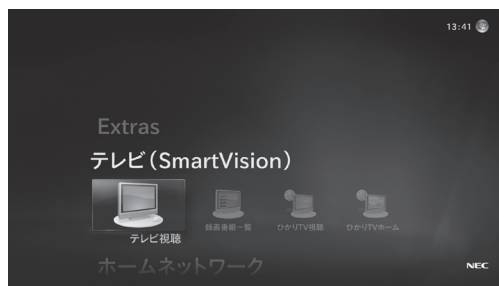 13:41
Extras
テレビ(SmartVision)
テレビ視聴 録画番組一覧 ひかりTV視聴 ひかりTVホーム
ホームネットワーク
NEC